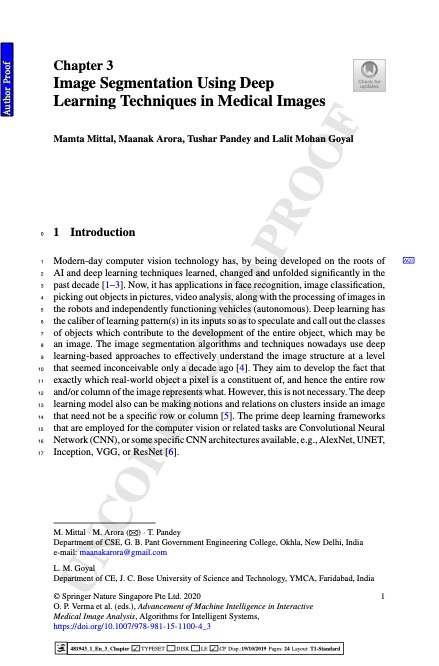 Author Proof
Chapter 3
Image Segmentation Using Deep
Learning Techniques in Medical Images
Check for
updates
Mamta Mittal, Maanak Arora, Tushar Pandey and Lalit Mohan Goyal
0 1 Introduction
1 Modern-day computer vision technology has, by being developed on the roots of AQ1
2 AI and deep learning techniques learned, changed and unfolded significantly in the
3 past decade [1–3]. Now, it has applications in face recognition, image classification,
4 picking out objects in pictures, video analysis, along with the processing of images in
5 the robots and independently functioning vehicles (autonomous). Deep learning has
6 the caliber of learning pattern(s) in its inputs so as to speculate and call out the classes
7 of objects which contribute to the development of the entire object, which may be
8 an image. The image segmentation algorithms and techniques nowadays use deep
9 learning-based approaches to effectively understand the image structure at a level
10 that seemed inconceivable only a decade ago [4]. They aim to develop the fact that
11 exactly which real-world object a pixel is a constituent of, and hence the entire row
12 and/or column of the image represents what. However, this is not necessary. The deep
13 learning model also can be making notions and relations on clusters inside an image
14 that need not be a specific row or column [5]. The prime deep learning frameworks
15 that are employed for the computer vision or related tasks are Convolutional Neural
16 Network (CNN), or some specific CNN architectures available, e.g., AlexNet, UNET,
17 Inception, VGG, or ResNet [6].
UNCORRECTED PROOF
M. Mittal · M. Arora (✉) · T. Pandey
Department of CSE, G. B. Pant Government Engineering College, Okhla, New Delhi, India
e-mail: maanakarora@gmail.com
L. M. Goyal
Department of CE, J. C. Bose University of Science and Technology, YMCA, Faridabad, India
© Springer Nature Singapore Pte Ltd. 2020 1
O. P. Verma et al. (eds.), Advancement of Machine Intelligence in Interactive
Medical Image Analysis, Algorithms for Intelligent Systems,
https://doi.org/10.1007/978-981-15-1100-4_3
481943_1_En_3_Chapter ☑ TYPESET ☐ DISK ☐ LE ☑ CP Disp.:19/10/2019 Pages: 24 Layout: T1-Standard